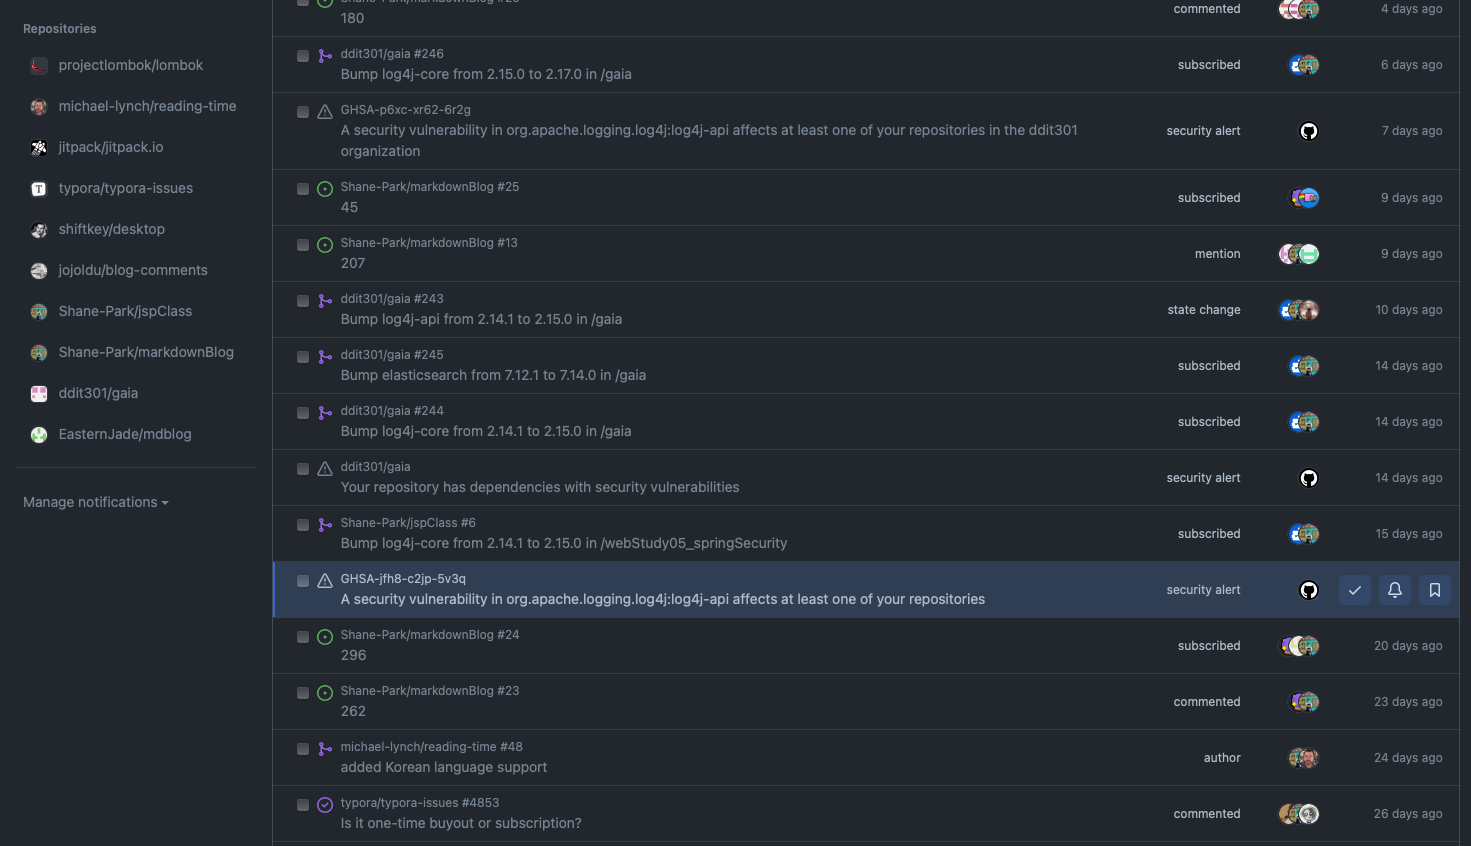 Repositories
projectlombok/lombok
michael-lynch/reading-time
jitpack/jitpack.io
typora/typora-issues
shiftkey/desktop
jojoldu/blog-comments
Shane-Park/jspClass
Shane-Park/markdownBlog
ddit301/gaia
EasternJade/mdblog
Manage notifications
180
commented
4 days ago
ddit301/gaia #246
Bump log4j-core from 2.15.0 to 2.17.0 in /gaia
subscribed
6 days ago
GHSA-p6xc-xr62-6r2g
A security vulnerability in org.apache.logging.log4j:log4j-api affects at least one of your repositories in the ddit301
organization
security alert
7 days ago
Shane-Park/markdownBlog #25
45
subscribed
9 days ago
Shane-Park/markdownBlog #13
207
mention
9 days ago
ddit301/gaia #243
Bump log4j-api from 2.14.1 to 2.15.0 in /gaia
state change
10 days ago
ddit301/gaia #245
Bump elasticsearch from 7.12.1 to 7.14.0 in /gaia
subscribed
14 days ago
ddit301/gaia #244
Bump log4j-core from 2.14.1 to 2.15.0 in /gaia
subscribed
14 days ago
ddit301/gaia
Your repository has dependencies with security vulnerabilities
security alert
14 days ago
Shane-Park/jspClass #6
Bump log4j-core from 2.14.1 to 2.15.0 in /webStudy05_springSecurity
subscribed
15 days ago
GHSA-jfh8-c2jp-5v3q
A security vulnerability in org.apache.logging.log4j:log4j-api affects at least one of your repositories
security alert
Shane-Park/markdownBlog #24
296
subscribed
20 days ago
Shane-Park/markdownBlog #23
262
commented
23 days ago
michael-lynch/reading-time #48
added Korean language support
author
24 days ago
typora/typora-issues #4853
Is it one-time buyout or subscription?
commented
26 days ago